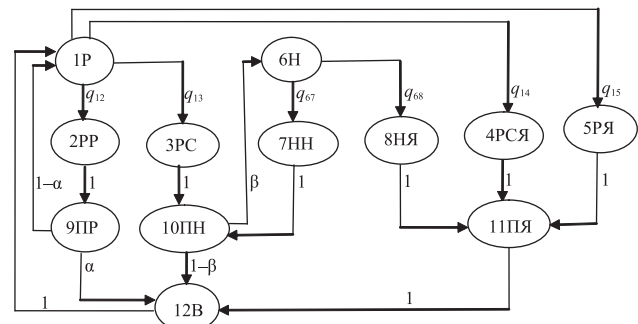 1Р
6Н
q12
q13
q67
q68
q14
q15
2РР
3РС
7НН
8НЯ
4РСЯ
5РЯ
1–α
1
1
β
1
1
1
1
9ПР
10ПН
11ПЯ
α
1–β
1
12В
1